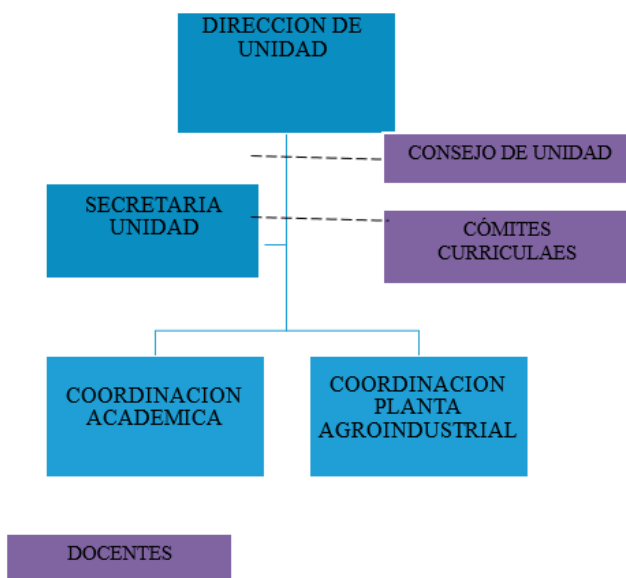 DIRECCION DE
UNIDAD
CONSEJO DE UNIDAD
SECRETARIA
UNIDAD
CÓMITES
CURRICULAES
COORDINACION
ACADEMICA
COORDINACION
PLANTA
AGROINDUSTRIAL
DOCENTES